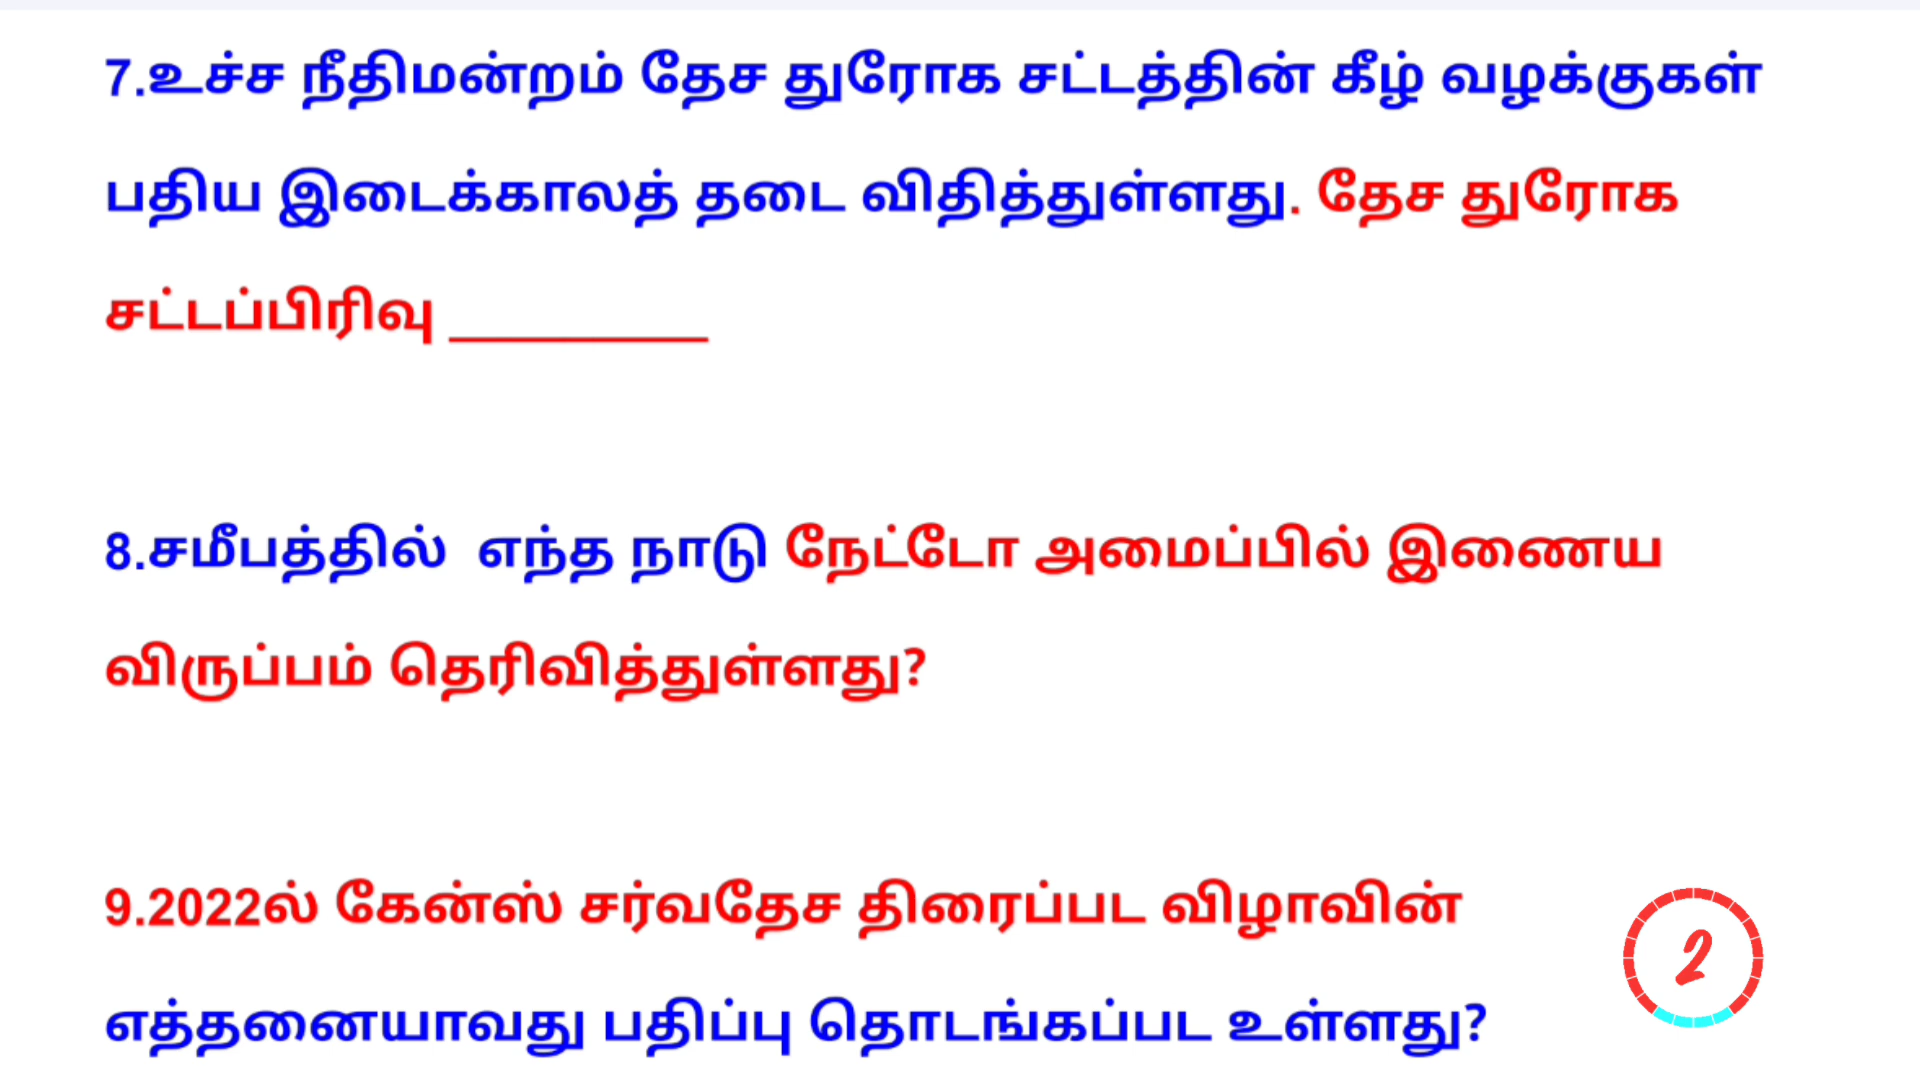 7.உச்ச நீதிமன்றம் தேச துரோக சட்டத்தின் கீழ் வழக்குகள்
பதிய இடைக்காலத் தடை விதித்துள்ளது. தேச துரோக
சட்டப்பிரிவு __________
8.சமீபத்தில் எந்த நாடு நேட்டோ அமைப்பில் இணைய
விருப்பம் தெரிவித்துள்ளது?
9.2022ல் கேன்ஸ் சர்வதேச திரைப்பட விழாவின்
எத்தனையாவது பதிப்பு தொடங்கப்பட உள்ளது?
2